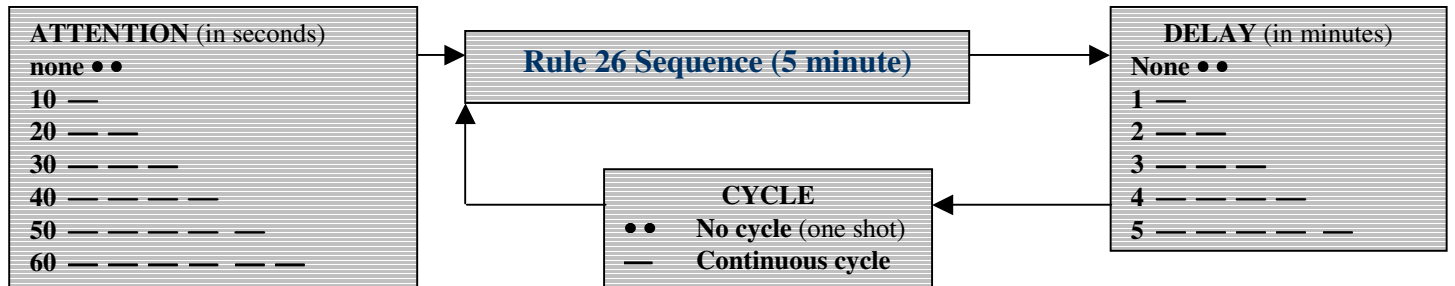 ATTENTION (in seconds)
none ● ●
10 —
20 — —
30 — — —
40 — — — —
50 — — — — —
60 — — — — — —
Rule 26 Sequence (5 minute)
DELAY (in minutes)
None ● ●
1 —
2 — —
3 — — —
4 — — — —
5 — — — — —
CYCLE
● ● No cycle (one shot)
— Continuous cycle